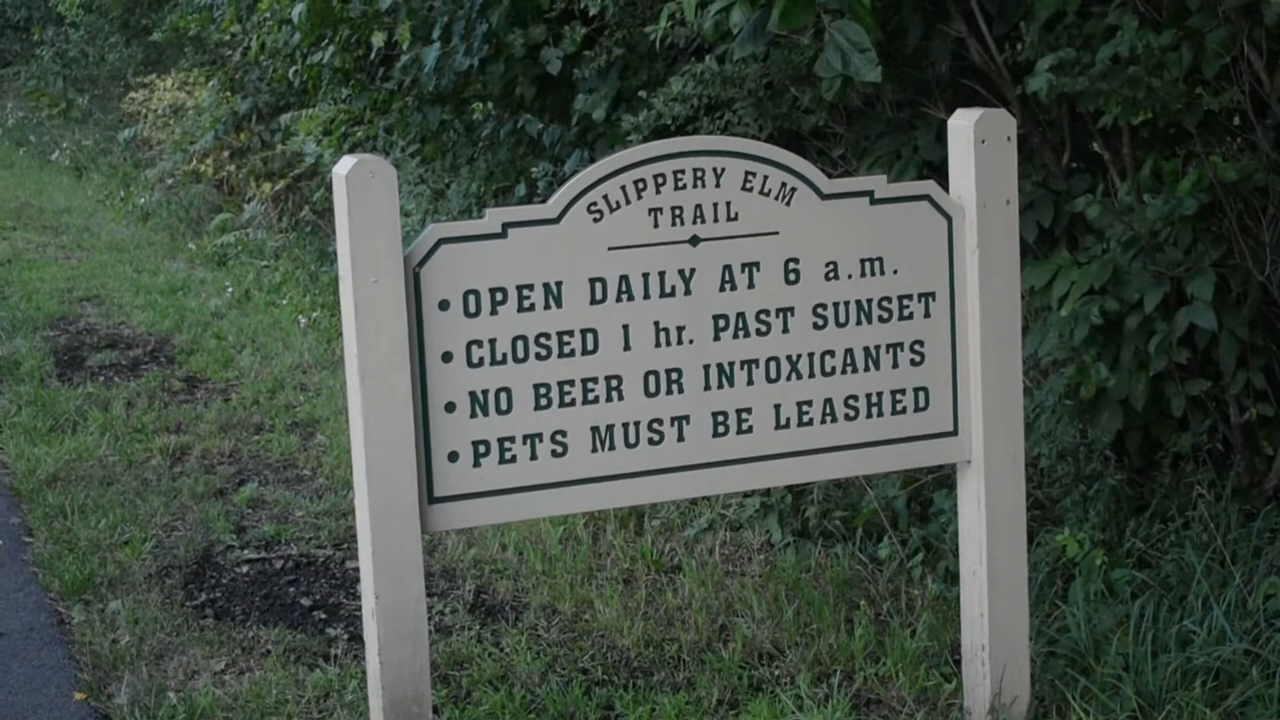 SLIPPERY ELM
TRAIL
• OPEN DAILY AT 6 a.m.
• CLOSED 1 hr. PAST SUNSET
• NO BEER OR INTOXICANTS
• PETS MUST BE LEASHED